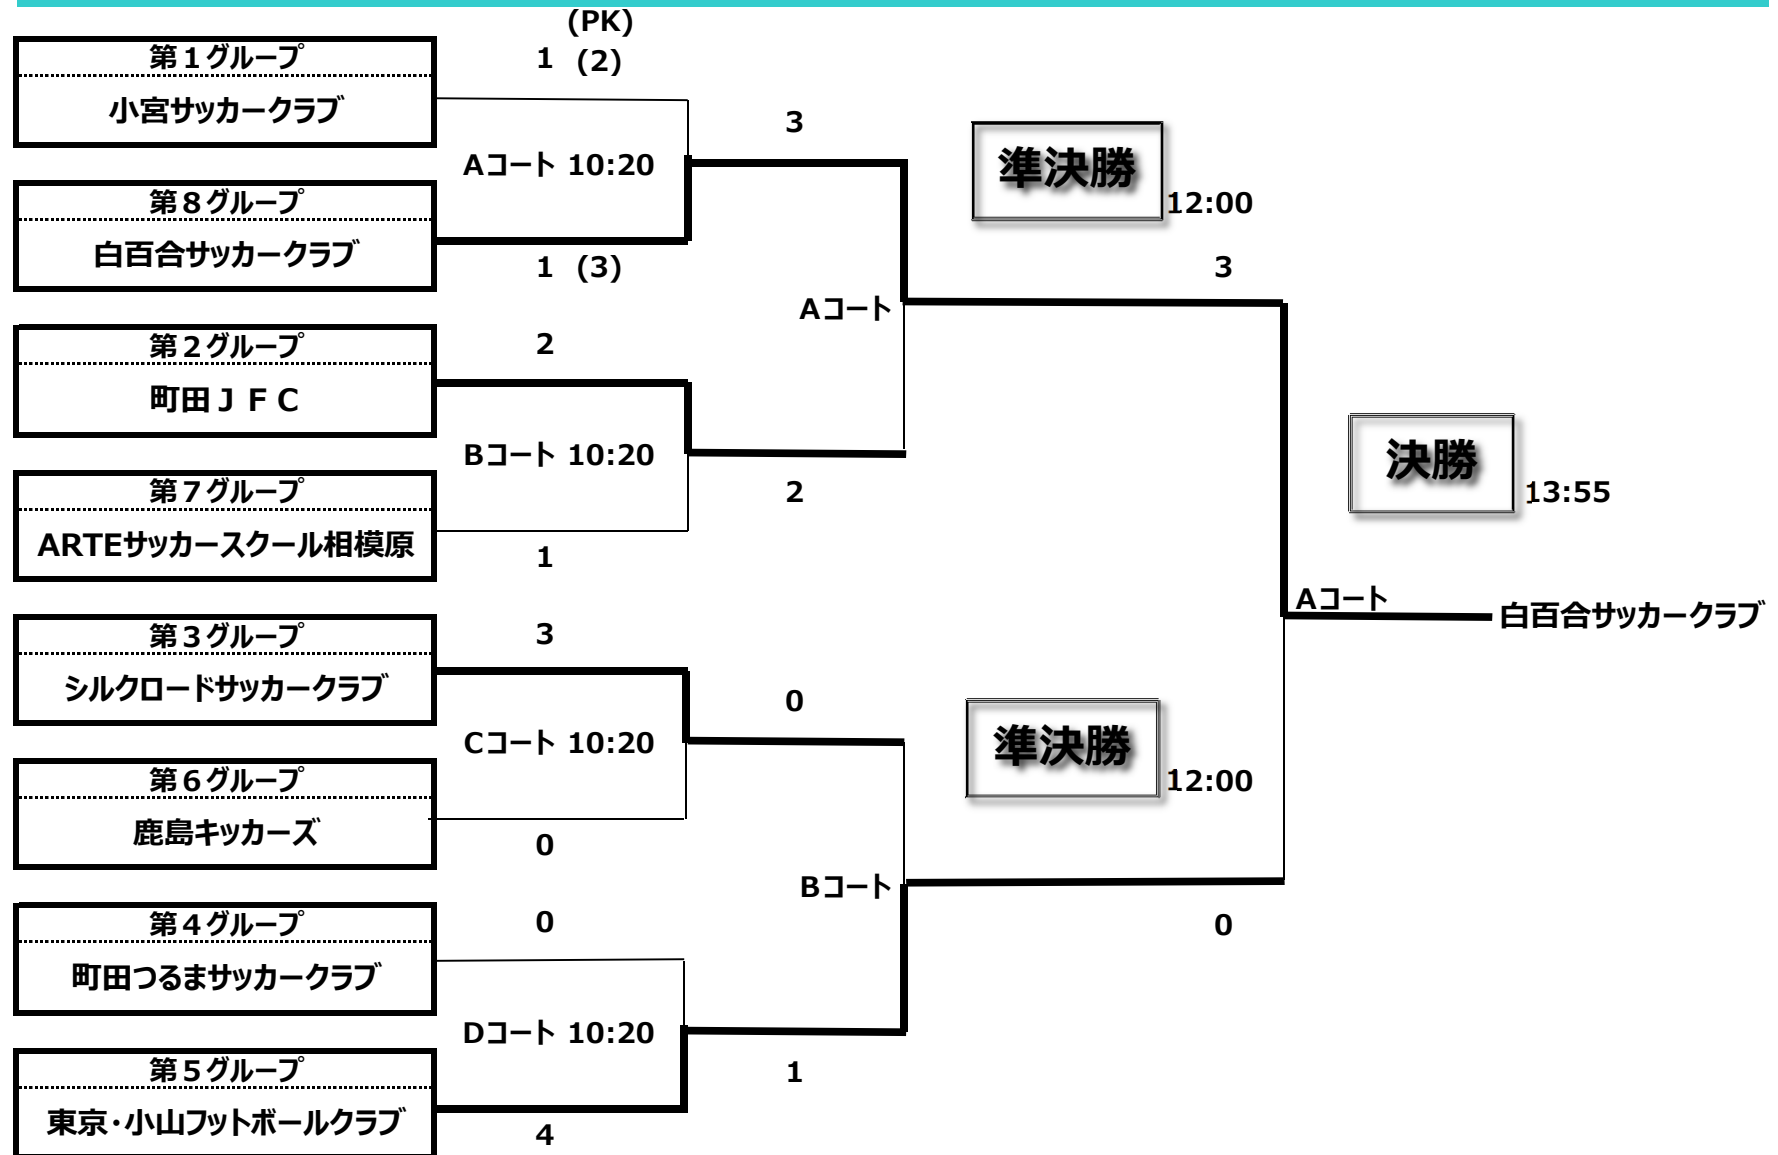 (PK)
第１グループ
1 (2)
小宮サッカークラブ
3
Aコート 10:20
準決勝
12:00
第８グループ
白百合サッカークラブ
1 (3)
3
Aコート
第２グループ
2
町田ＪＦＣ
決勝
13:55
Bコート 10:20
第７グループ
2
ARTEサッカースクール相模原
1
Aコート
白百合サッカークラブ
第３グループ
3
シルクロードサッカークラブ
0
準決勝
12:00
Cコート 10:20
第６グループ
鹿島キッカーズ
0
Bコート
第４グループ
0
0
町田つるまサッカークラブ
Dコート 10:20
第５グループ
1
東京・小山フットボールクラブ
4